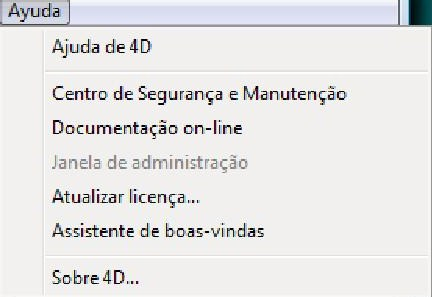 Ayuda
Ajuda de 4D
Centro de Segurança e Manutenção
Documentação on-line
Janela de administração
Atualizar licença...
Assistente de boas-vindas
Sobre 4D...